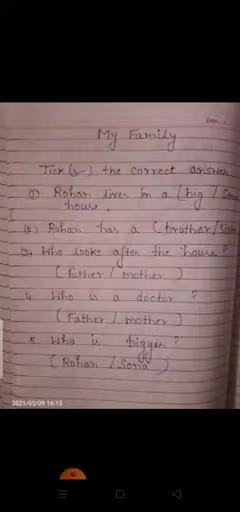 My Family
Tick (✓) the correct answer
(1) Rohan lives in a (big /
house.
(2) Rohan has a (brother/
3. Who looks after the house?
(father / mother)
4. Who is a doctor ?
(Father / mother)
5. Who is bigger?
(Rohan / Sona)
2021/05/09 16:15